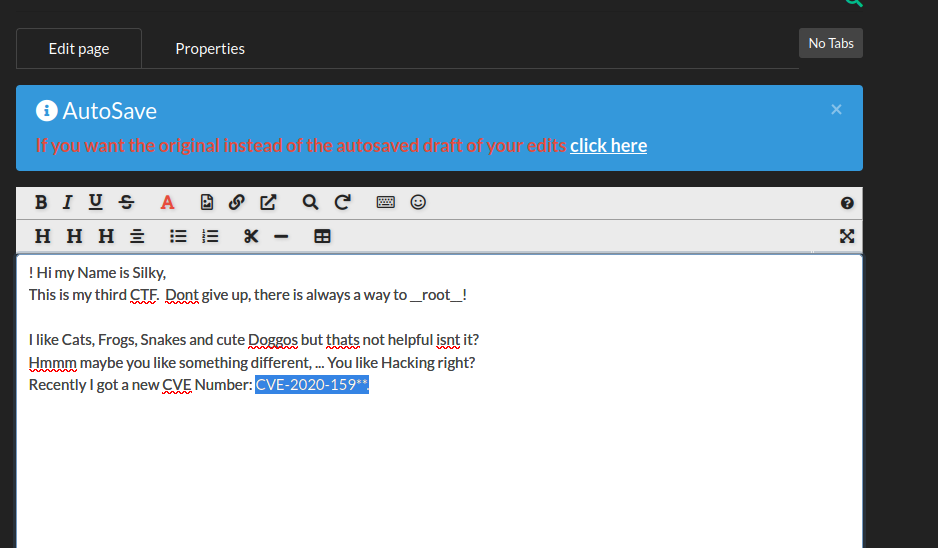 Edit page
Properties
No Tabs
AutoSave
If you want the original instead of the autosaved draft of your edits click here
! Hi my Name is Silky,
This is my third CTF.  Dont give up, there is always a way to __root__!
I like Cats, Frogs, Snakes and cute Doggos but thats not helpful isnt it?
Hmmm maybe you like something different, ... You like Hacking right?
Recently I got a new CVE Number: CVE-2020-159**.